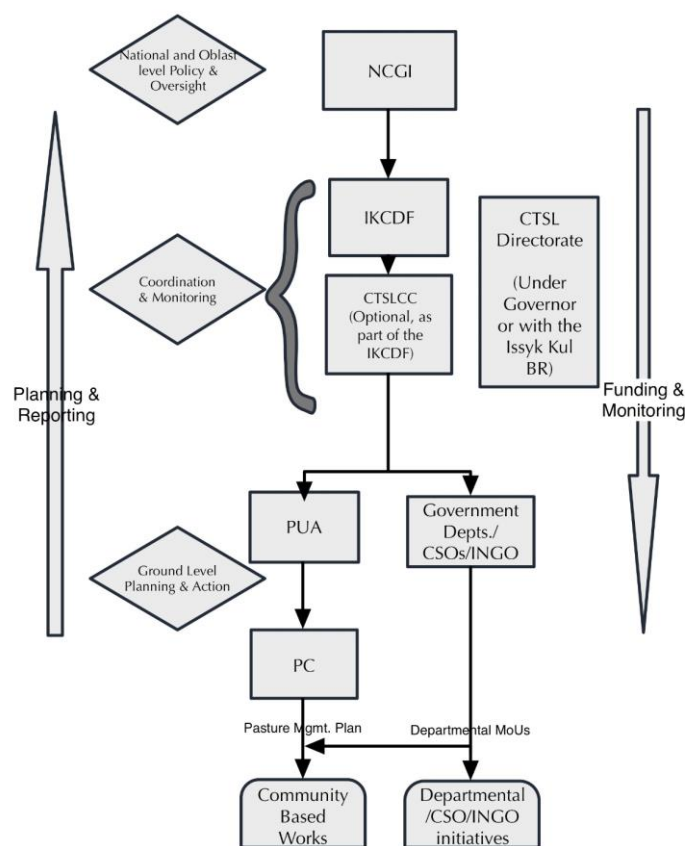 National and Oblast
level Policy &
Oversight
NCGI
IKCDF
CTSL
Directorate
(Under
Governor
or with the
Issyk Kul
BR)
Coordination
& Monitoring
CTSLCC
(Optional, as
part of the
IKCDF)
Planning &
Reporting
Funding &
Monitoring
PUA
Government
Depts./
CSOs/INGO
Ground Level
Planning & Action
PC
Pasture Mgmt. Plan
Departmental MoUs
Community
Based
Works
Departmental
/CSO/INGO
initiatives